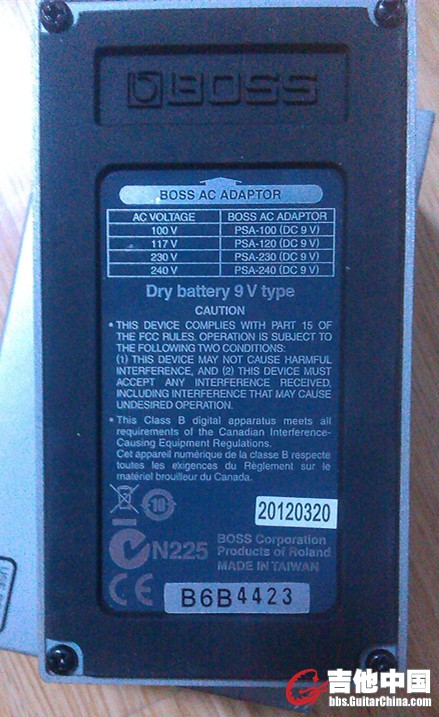 BOSS
BOSS AC ADAPTOR
AC VOLTAGE BOSS AC ADAPTOR
100 V PSA-100 (DC 9 V)
117 V PSA-120 (DC 9 V)
230 V PSA-230 (DC 9 V)
240 V PSA-240 (DC 9 V)
Dry battery 9 V type
CAUTION
• THIS DEVICE COMPLIES WITH PART 15 OF
THE FCC RULES. OPERATION IS SUBJECT TO
THE FOLLOWING TWO CONDITIONS:
(1) THIS DEVICE MAY NOT CAUSE HARMFUL
INTERFERENCE, AND (2) THIS DEVICE MUST
ACCEPT ANY INTERFERENCE RECEIVED,
INCLUDING INTERFERENCE THAT MAY CAUSE
UNDESIRED OPERATION.
• This Class B digital apparatus meets all
requirements of the Canadian Interference-
Causing Equipment Regulations.
Cet appareil numérique de la classe B respecte
toutes les exigences du Règlement sur le
matériel brouilleur du Canada.
10
20120320
N225
BOSS Corporation
Products of Roland
MADE IN TAIWAN
CE
B6B4423
吉他中国
bbs.GuitarChina.com